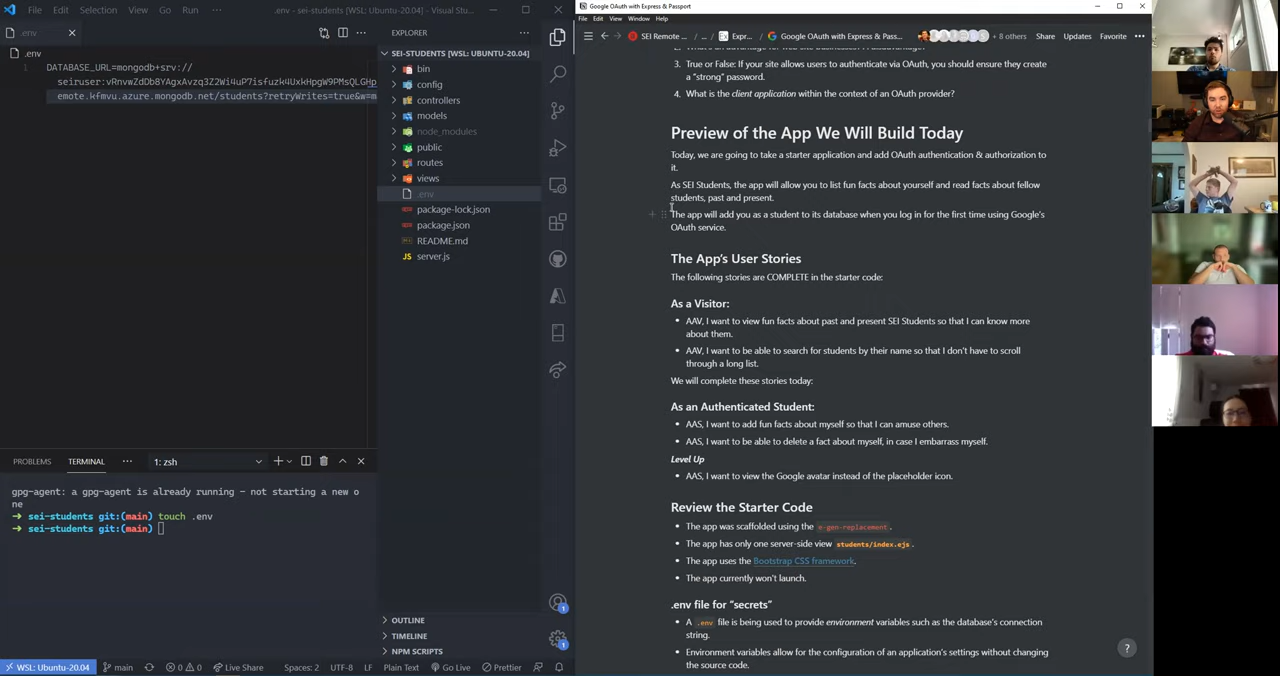 File Edit Selection View Go Run ··· .env - sei-students [WSL: Ubuntu-20.04] - Visual Stu...
.env
.env
1 DATABASE_URL=mongodb+srv://
emote.kfmvu.azure.mongodb.net/students?retryWrites=true&w=m
EXPLORER
SEI-STUDENTS [WSL: UBUNTU-20.04]
bin
config
controllers
models
node_modules
public
routes
views
.env
package-lock.json
package.json
README.md
server.js
OUTLINE
TIMELINE
NPM SCRIPTS
PROBLEMS TERMINAL ··· 1: zsh
gpg-agent: a gpg-agent is already running - not starting a new o
ne
sei-students git:(main) touch .env
sei-students git:(main)
WSL: Ubuntu-20.04 main 0 0 Live Share Spaces: 2 UTF-8 LF Plain Text Go Live Prettier
1
1
Google OAuth with Express & Passport
File Edit View Window Help
SEI Remote ... / ... / Expr... / Google OAuth with Express & Pass... + 8 others Share Updates Favorite
3. True or False: If your site allows users to authenticate via OAuth, you should ensure they create
a “strong” password.
4. What is the client application within the context of an OAuth provider?
Preview of the App We Will Build Today
Today, we are going to take a starter application and add OAuth authentication & authorization to
it.
As SEI Students, the app will allow you to list fun facts about yourself and read facts about fellow
students, past and present.
The app will add you as a student to its database when you log in for the first time using Google's
OAuth service.
The App’s User Stories
The following stories are COMPLETE in the starter code:
As a Visitor:
• AAV, I want to view fun facts about past and present SEI Students so that I can know more
about them.
• AAV, I want to be able to search for students by their name so that I don't have to scroll
through a long list.
We will complete these stories today:
As an Authenticated Student:
• AAS, I want to add fun facts about myself so that I can amuse others.
• AAS, I want to be able to delete a fact about myself, in case I embarrass myself.
Level Up
• AAS, I want to view the Google avatar instead of the placeholder icon.
Review the Starter Code
• The app was scaffolded using the e-gen-replacement.
• The app has only one server-side view students/index.ejs.
• The app uses the Bootstrap CSS framework.
• The app currently won't launch.
.env file for “secrets”
• A .env file is being used to provide environment variables such as the database's connection
string.
• Environment variables allow for the configuration of an application's settings without changing
the source code.
?